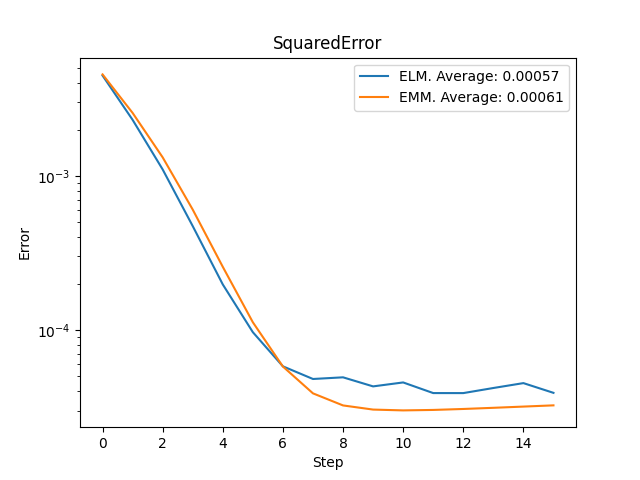 SquaredError
ELM. Average: 0.00057
EMM. Average: 0.00061
Error
10⁻³
10⁻⁴
0 2 4 6 8 10 12 14
Step